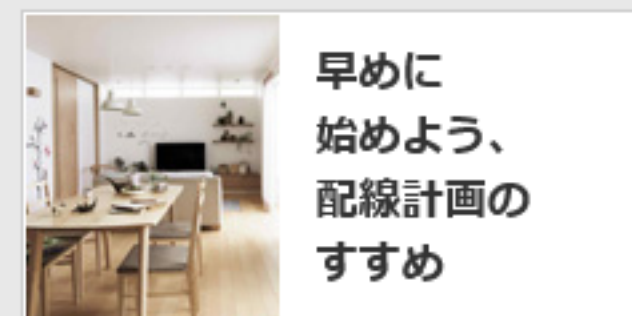 早めに
始めよう、
配線計画の
すすめ